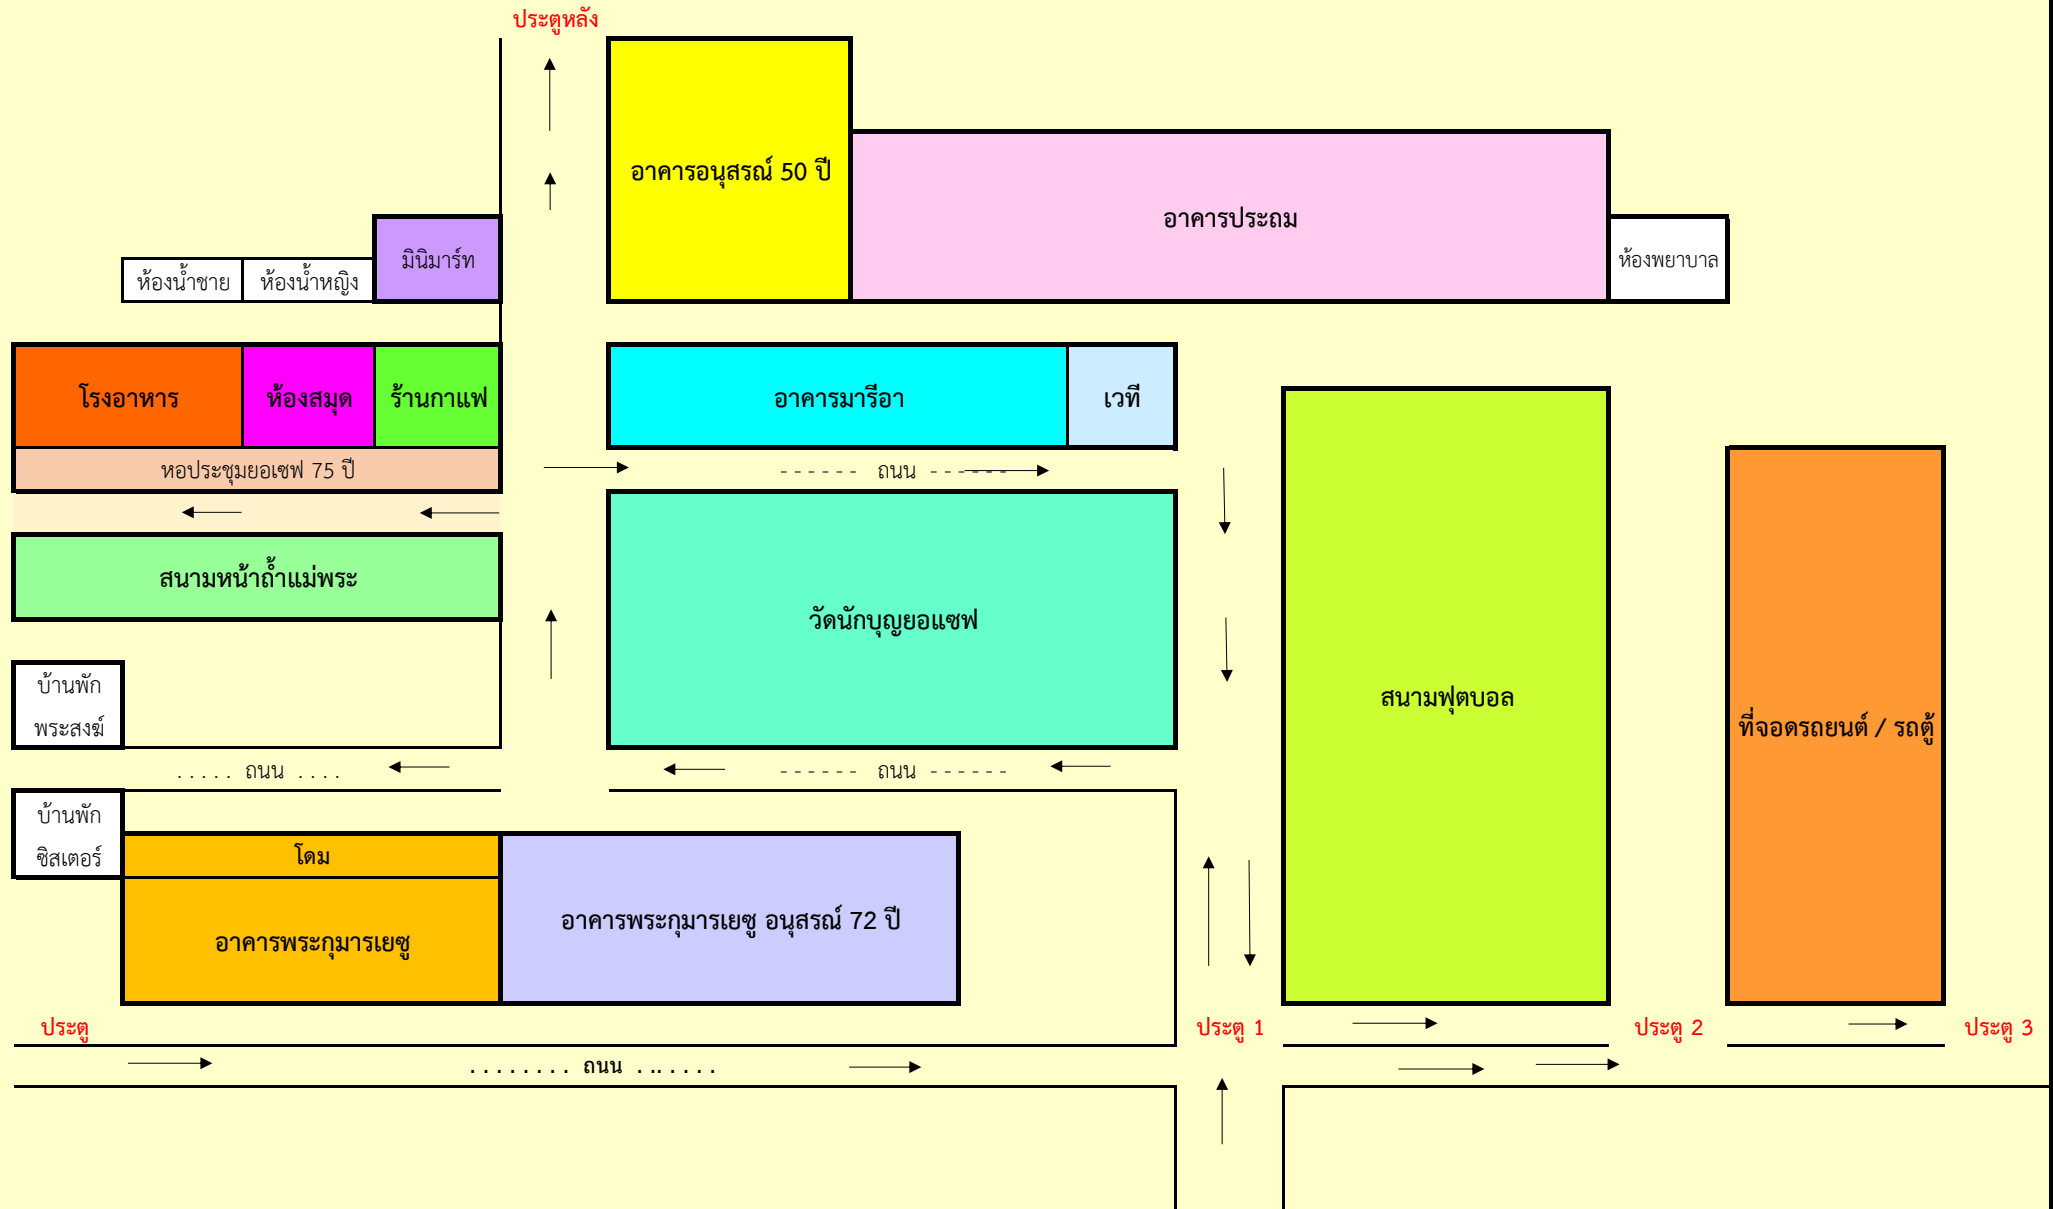 ประตูหลัง
อาคารอนุสรณ์ 50 ปี
อาคารประถม
มินิมาร์ท
ห้องพยาบาล
ห้องน้ำชาย
ห้องน้ำหญิง
โรงอาหาร
ห้องสมุด
ร้านกาแฟ
อาคารมารีอา
เวที
หอประชุมยอเซฟ 75 ปี
- - - - - - ถนน - - - - - -
สนามหน้าถ้ำแม่พระ
วัดนักบุญยอแซฟ
บ้านพัก
พระสงฆ์
สนามฟุตบอล
ที่จอดรถยนต์ / รถตู้
. . . . . ถนน . . . .
- - - - - - ถนน - - - - - -
บ้านพัก
ซิสเตอร์
โดม
อาคารพระกุมารเยซู
อาคารพระกุมารเยซู อนุสรณ์ 72 ปี
ประตู
ประตู 1
ประตู 2
ประตู 3
. . . . . . . . ถนน . .. . . . .